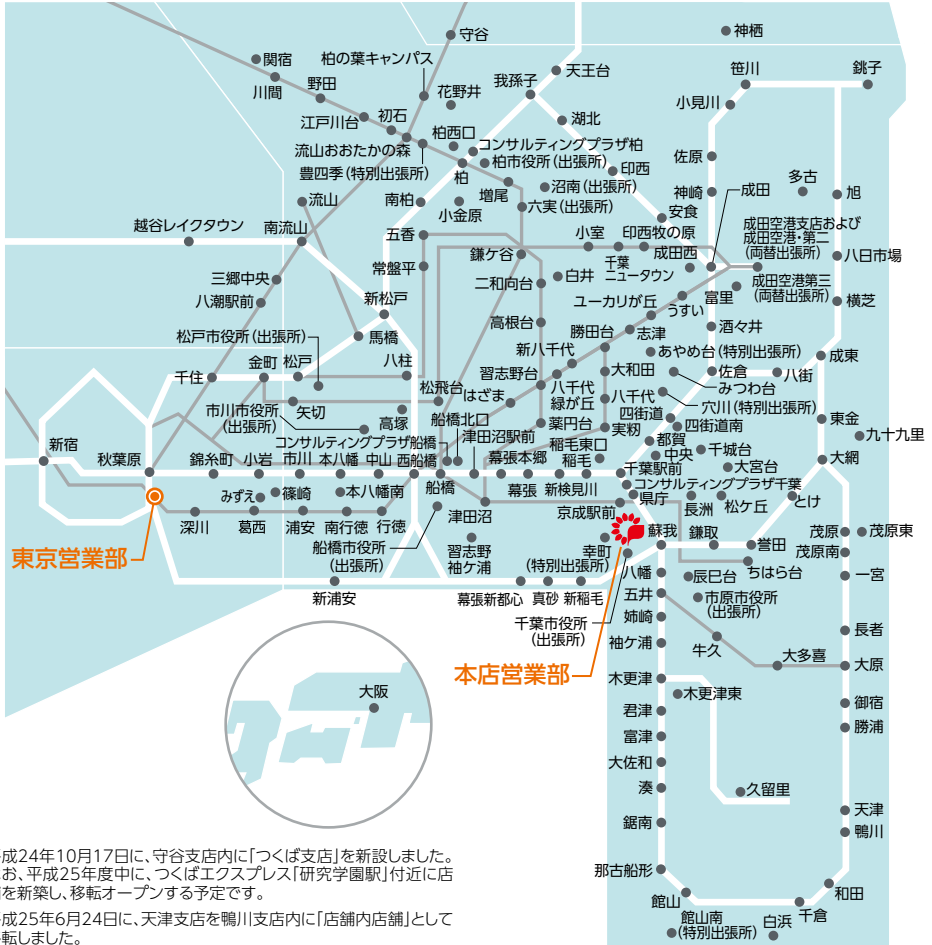 守谷
神栖
関宿
柏の葉キャンパス
川間
野田
花野井
我孫子
天王台
笹川
銚子
江戸川台
初石
小見川
湖北
流山おおたかの森
柏西口
コンサルティングプラザ柏
柏市役所(出張所)
豊四季(特別出張所)
柏
佐原
印西
増尾
沼南(出張所)
流山
南柏
小金原
六実(出張所)
神崎
成田
多古
旭
安食
越谷レイクタウン
南流山
五香
鎌ケ谷
小室
印西牧の原
成田空港支店および
成田空港・第二
(両替出張所)
八日市場
千葉
ニュータウン
成田西
常盤平
三郷中央
二和向台
白井
成田空港第三
(両替出張所)
八潮駅前
新松戸
ユーカリが丘
うすい
富里
横芝
高根台
勝田台
志津
酒々井
松戸市役所(出張所)
馬橋
新八千代
あやめ台(特別出張所)
成東
金町
松戸
八柱
習志野台
大和田
佐倉
八街
千住
みつわ台
松飛台
はざま
八千代
緑が丘
八千代
穴川(特別出張所)
市川市役所
(出張所)
矢切
高塚
船橋北口
薬円台
実籾
四街道
四街道南
東金
九十九里
新宿
秋葉原
コンサルティングプラザ船橋
津田沼駅前
稲毛東口
都賀
千城台
錦糸町
小岩
市川
本八幡
中山
西船橋
船橋
幕張本郷
稲毛
千葉駅前
大宮台
大網
幕張
新検見川
コンサルティングプラザ千葉
みずえ
篠崎
本八幡南
県庁
長洲
松ケ丘
とけ
深川
葛西
浦安
南行徳
行徳
津田沼
京成駅前
東京営業部
船橋市役所
(出張所)
習志野
袖ケ浦
幸町
(特別出張所)
蘇我
鎌取
誉田
茂原
茂原東
茂原南
ちはら台
新浦安
幕張新都心
真砂
新稲毛
八幡
辰巳台
一宮
千葉市役所
(出張所)
五井
市原市役所
(出張所)
姉崎
長者
袖ケ浦
牛久
本店営業部
大多喜
大原
木更津
木更津東
大阪
君津
御宿
勝浦
富津
大佐和
湊
久留里
天津
鋸南
鴨川
成24年10月17日に、守谷支店内に「つくば支店」を新設しました。
お、平成25年度中に、つくばエクスプレス「研究学園駅」付近に店
を新築し、移転オープンする予定です。
那古船形
館山
和田
千倉
成25年6月24日に、天津支店を鴨川支店内に「店舗内店舗」として
転しました。
館山南
(特別出張所)
白浜